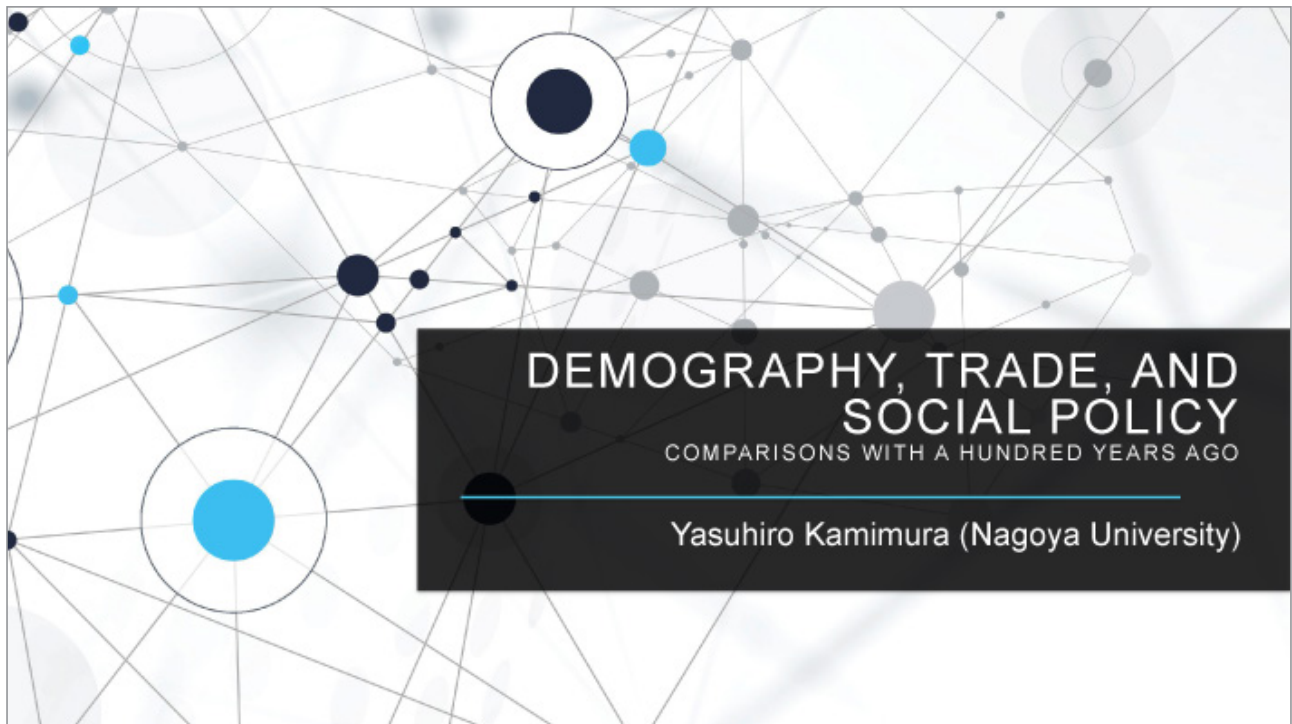 DEMOGRAPHY, TRADE, AND
SOCIAL POLICY
COMPARISONS WITH A HUNDRED YEARS AGO
Yasuhiro Kamimura (Nagoya University)